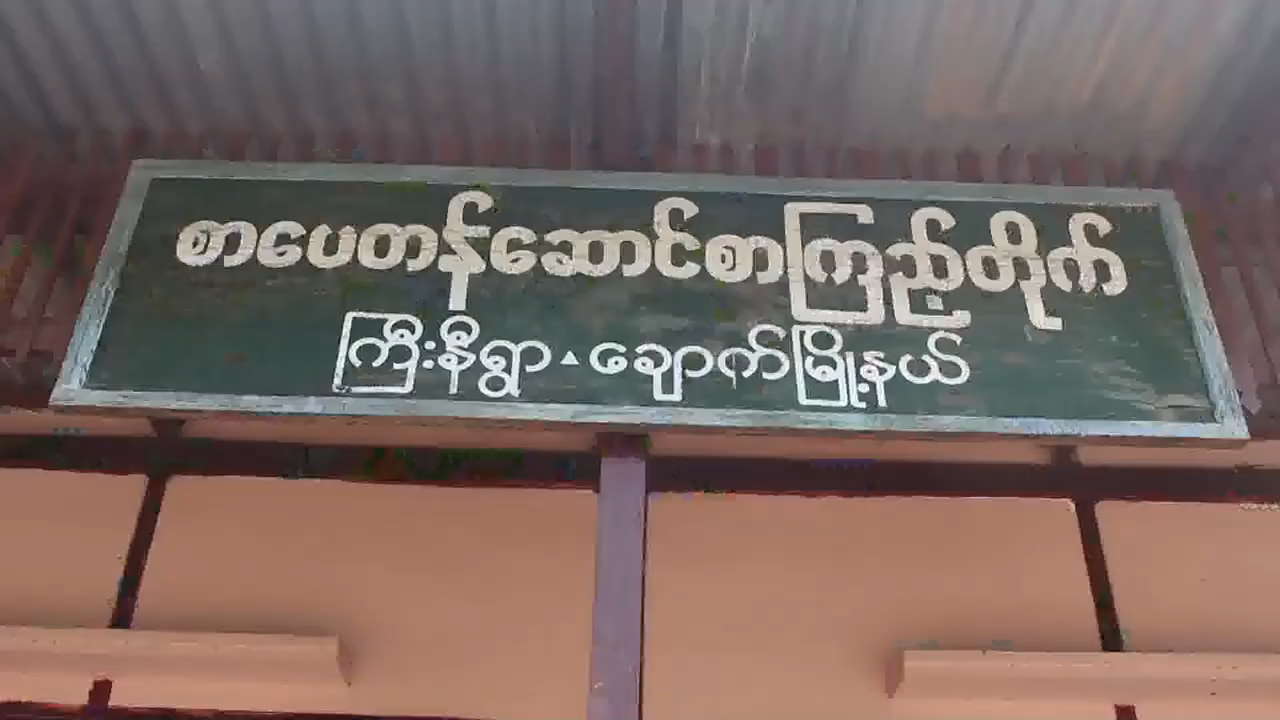 စာပေတန်ဆောင်စာကြည့်တိုက်
ကြီးနီရွာ▲ချောက်မြို့နယ်